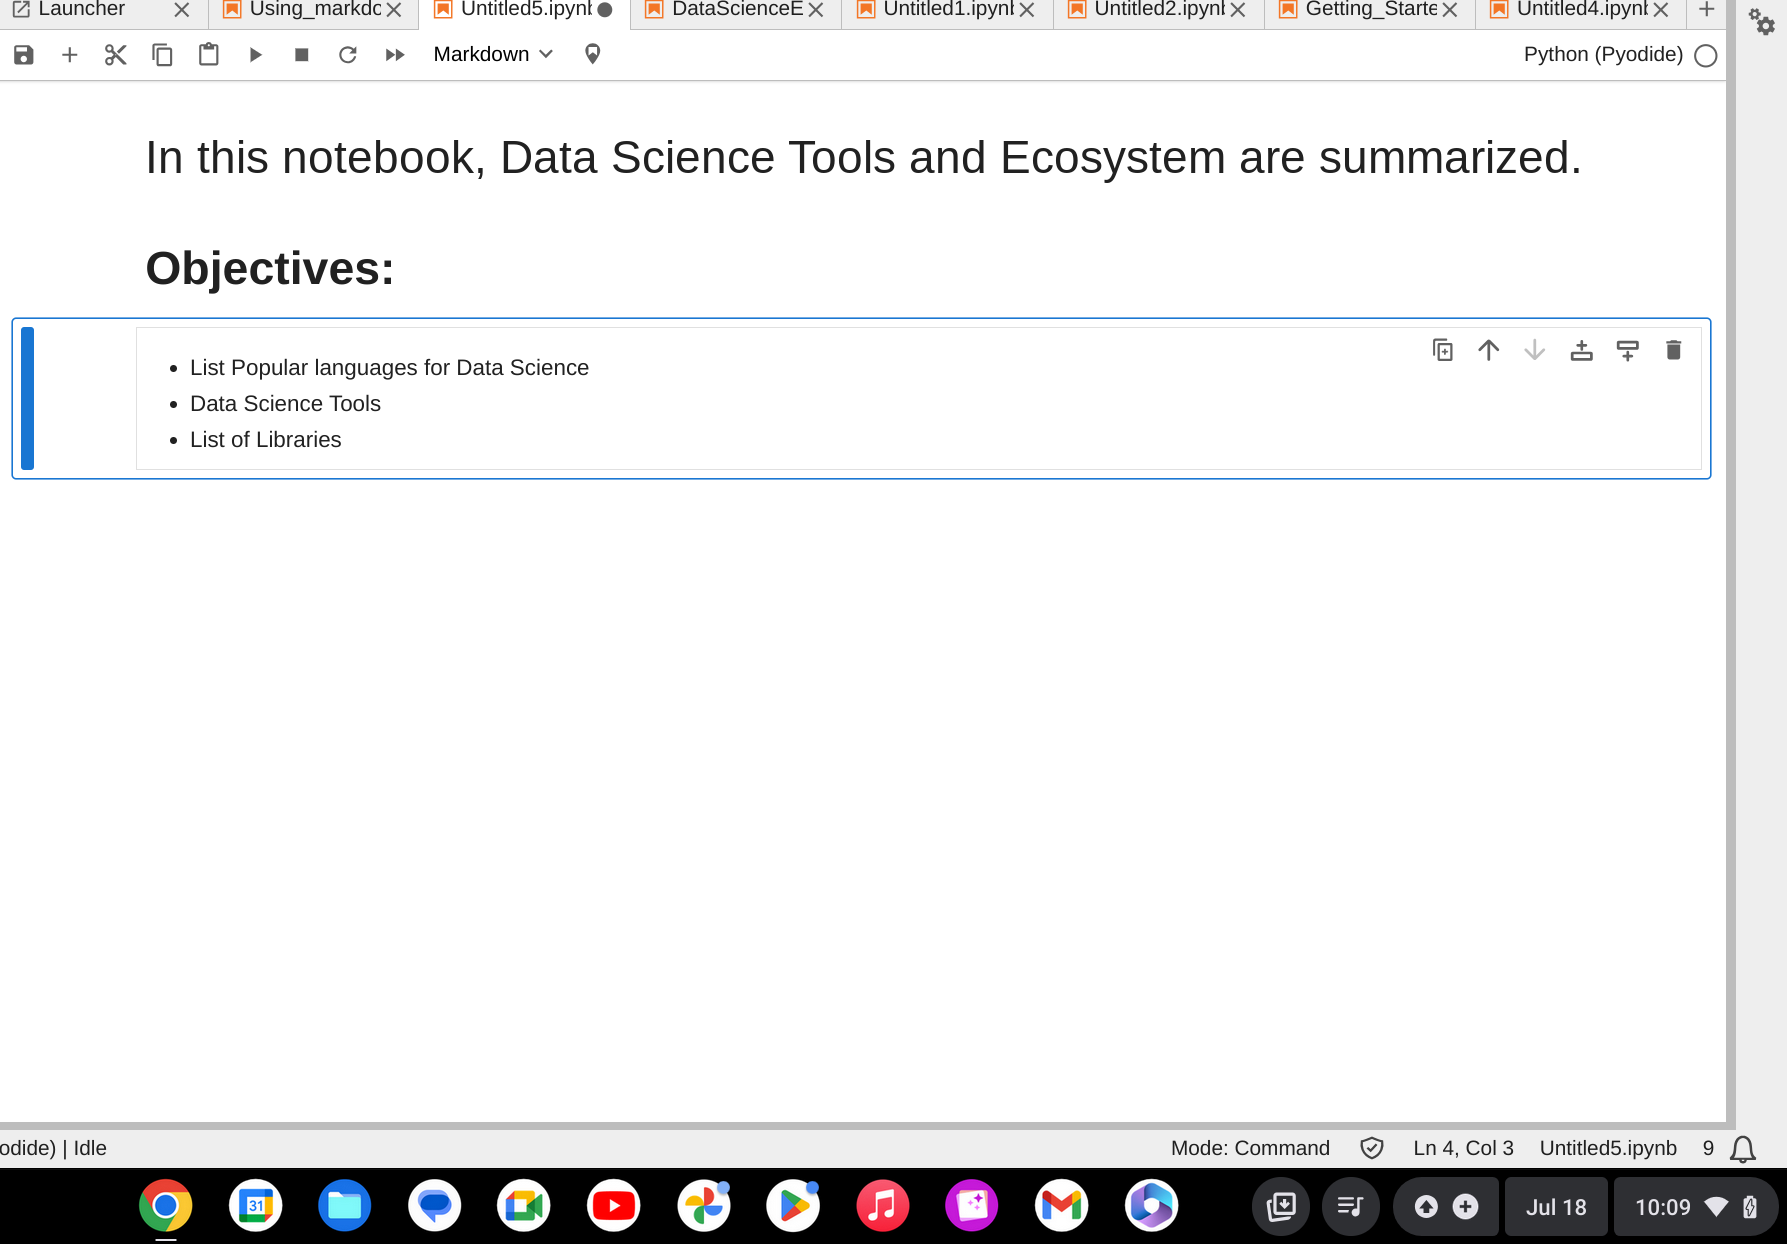 Launcher
Using_markdo
Untitled5.ipynb
DataScienceE
Untitled1.ipynb
Untitled2.ipynb
Getting_Starte
Untitled4.ipynb
Markdown
Python (Pyodide)
In this notebook, Data Science Tools and Ecosystem are summarized.
Objectives:
• List Popular languages for Data Science
• Data Science Tools
• List of Libraries
odide) | Idle
Mode: Command
Ln 4, Col 3
Untitled5.ipynb
9
31
Jul 18
10:09